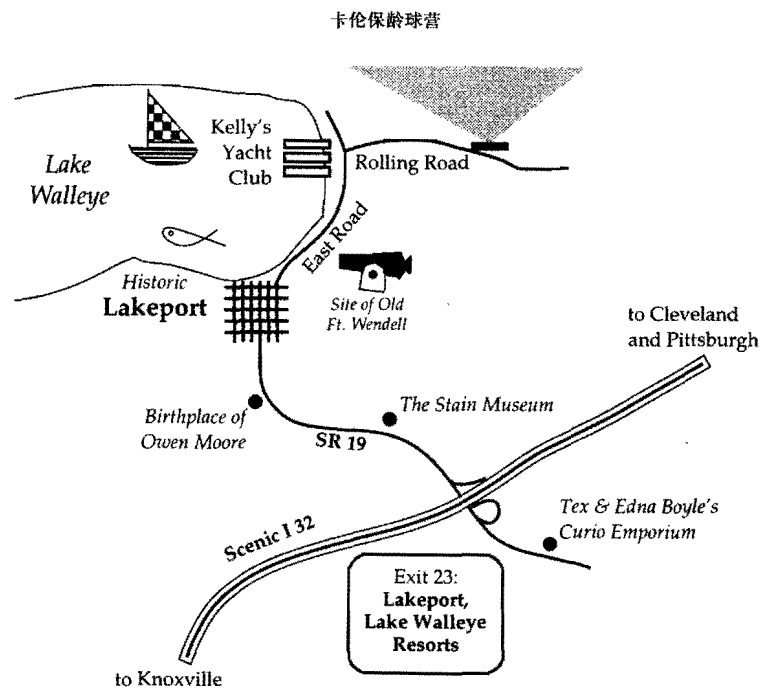 卡伦保龄球营
Kelly's
Yacht
Club
Lake
Walleye
Rolling Road
East Road
Historic
Lakeport
Site of Old
Ft. Wendell
to Cleveland
and Pittsburgh
Birthplace of
Owen Moore
The Stain Museum
SR 19
Scenic I 32
Tex & Edna Boyle's
Curio Emporium
Exit 23:
Lakeport,
Lake Walleye
Resorts
to Knoxville